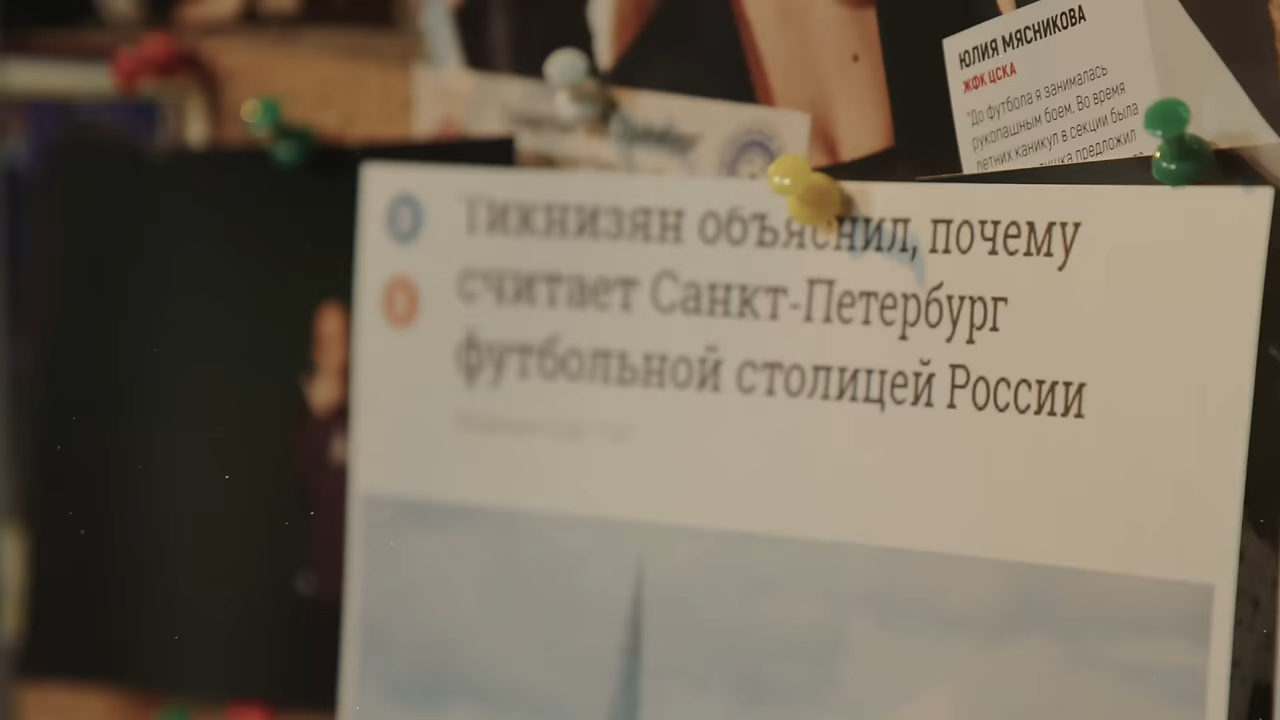 ЮЛИЯ МЯСНИКОВА
ЖФК ЦСКА
"До футбола я занималась
рукопашным боем. Во время
летних каникул в секции была
предложил
Тикнизян объяснил, почему
считает Санкт-Петербург
футбольной столицей России